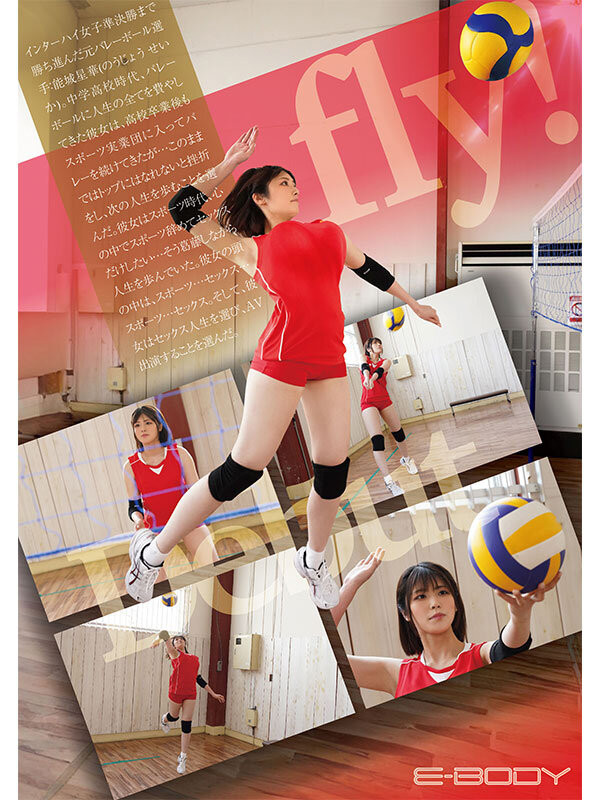 インターハイ女子準決勝まで
勝ち進んだ元バレーボール選
手・能城星華(のうじょう せい
か)。中学高校時代、バレー
ボールに人生の全てを費やし
てきた彼女は、高校卒業後も
スポーツ実業団に入ってバ
レーを続けてきたが…このまま
ではトップにはなれないと挫折
をし、次の人生を歩むことを選
んだ。彼女はスポーツ時代、心
の中でスポーツ辞めてセックス
だけしたい…そう葛藤しながら
人生を歩んでいた。彼女の頭
の中は、スポーツ…セックス…
スポーツ…セックス。そして、彼
女はセックス人生を選び、AV
出演することを選んだ。
fly!
Debut
E-BODY